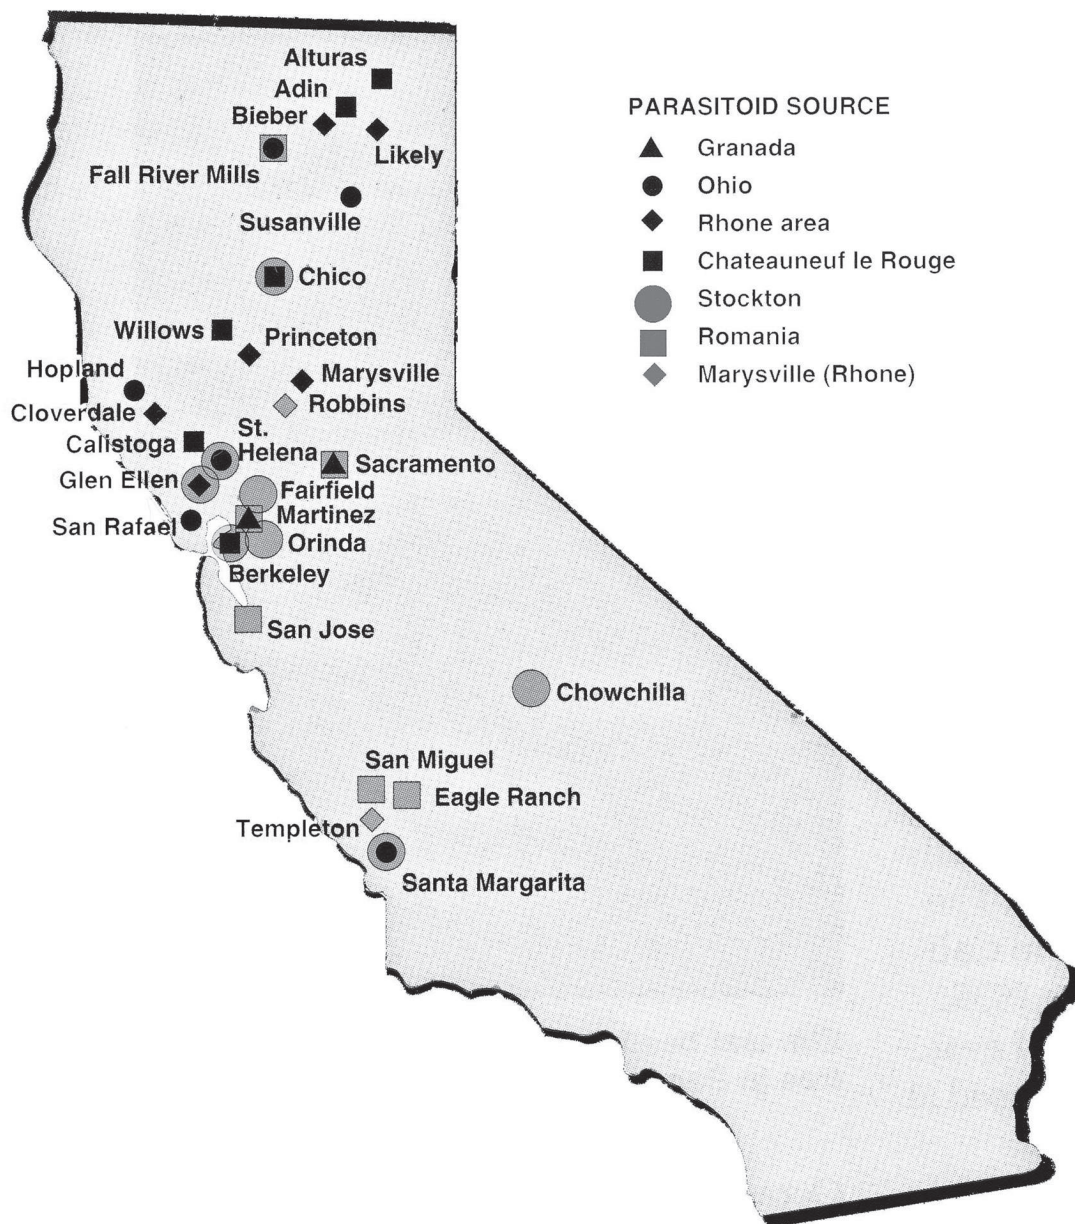 Alturas
Adin
Bieber
Likely
Fall River Mills
Susanville
Chico
Willows
Princeton
Hopland
Marysville
Cloverdale
Robbins
St.
Helena
Calistoga
Sacramento
Glen Ellen
Fairfield
Martinez
San Rafael
Orinda
Berkeley
San Jose
Chowchilla
San Miguel
Eagle Ranch
Templeton
Santa Margarita
PARASITOID SOURCE
Granada
Ohio
Rhone area
Chateauneuf le Rouge
Stockton
Romania
Marysville (Rhone)